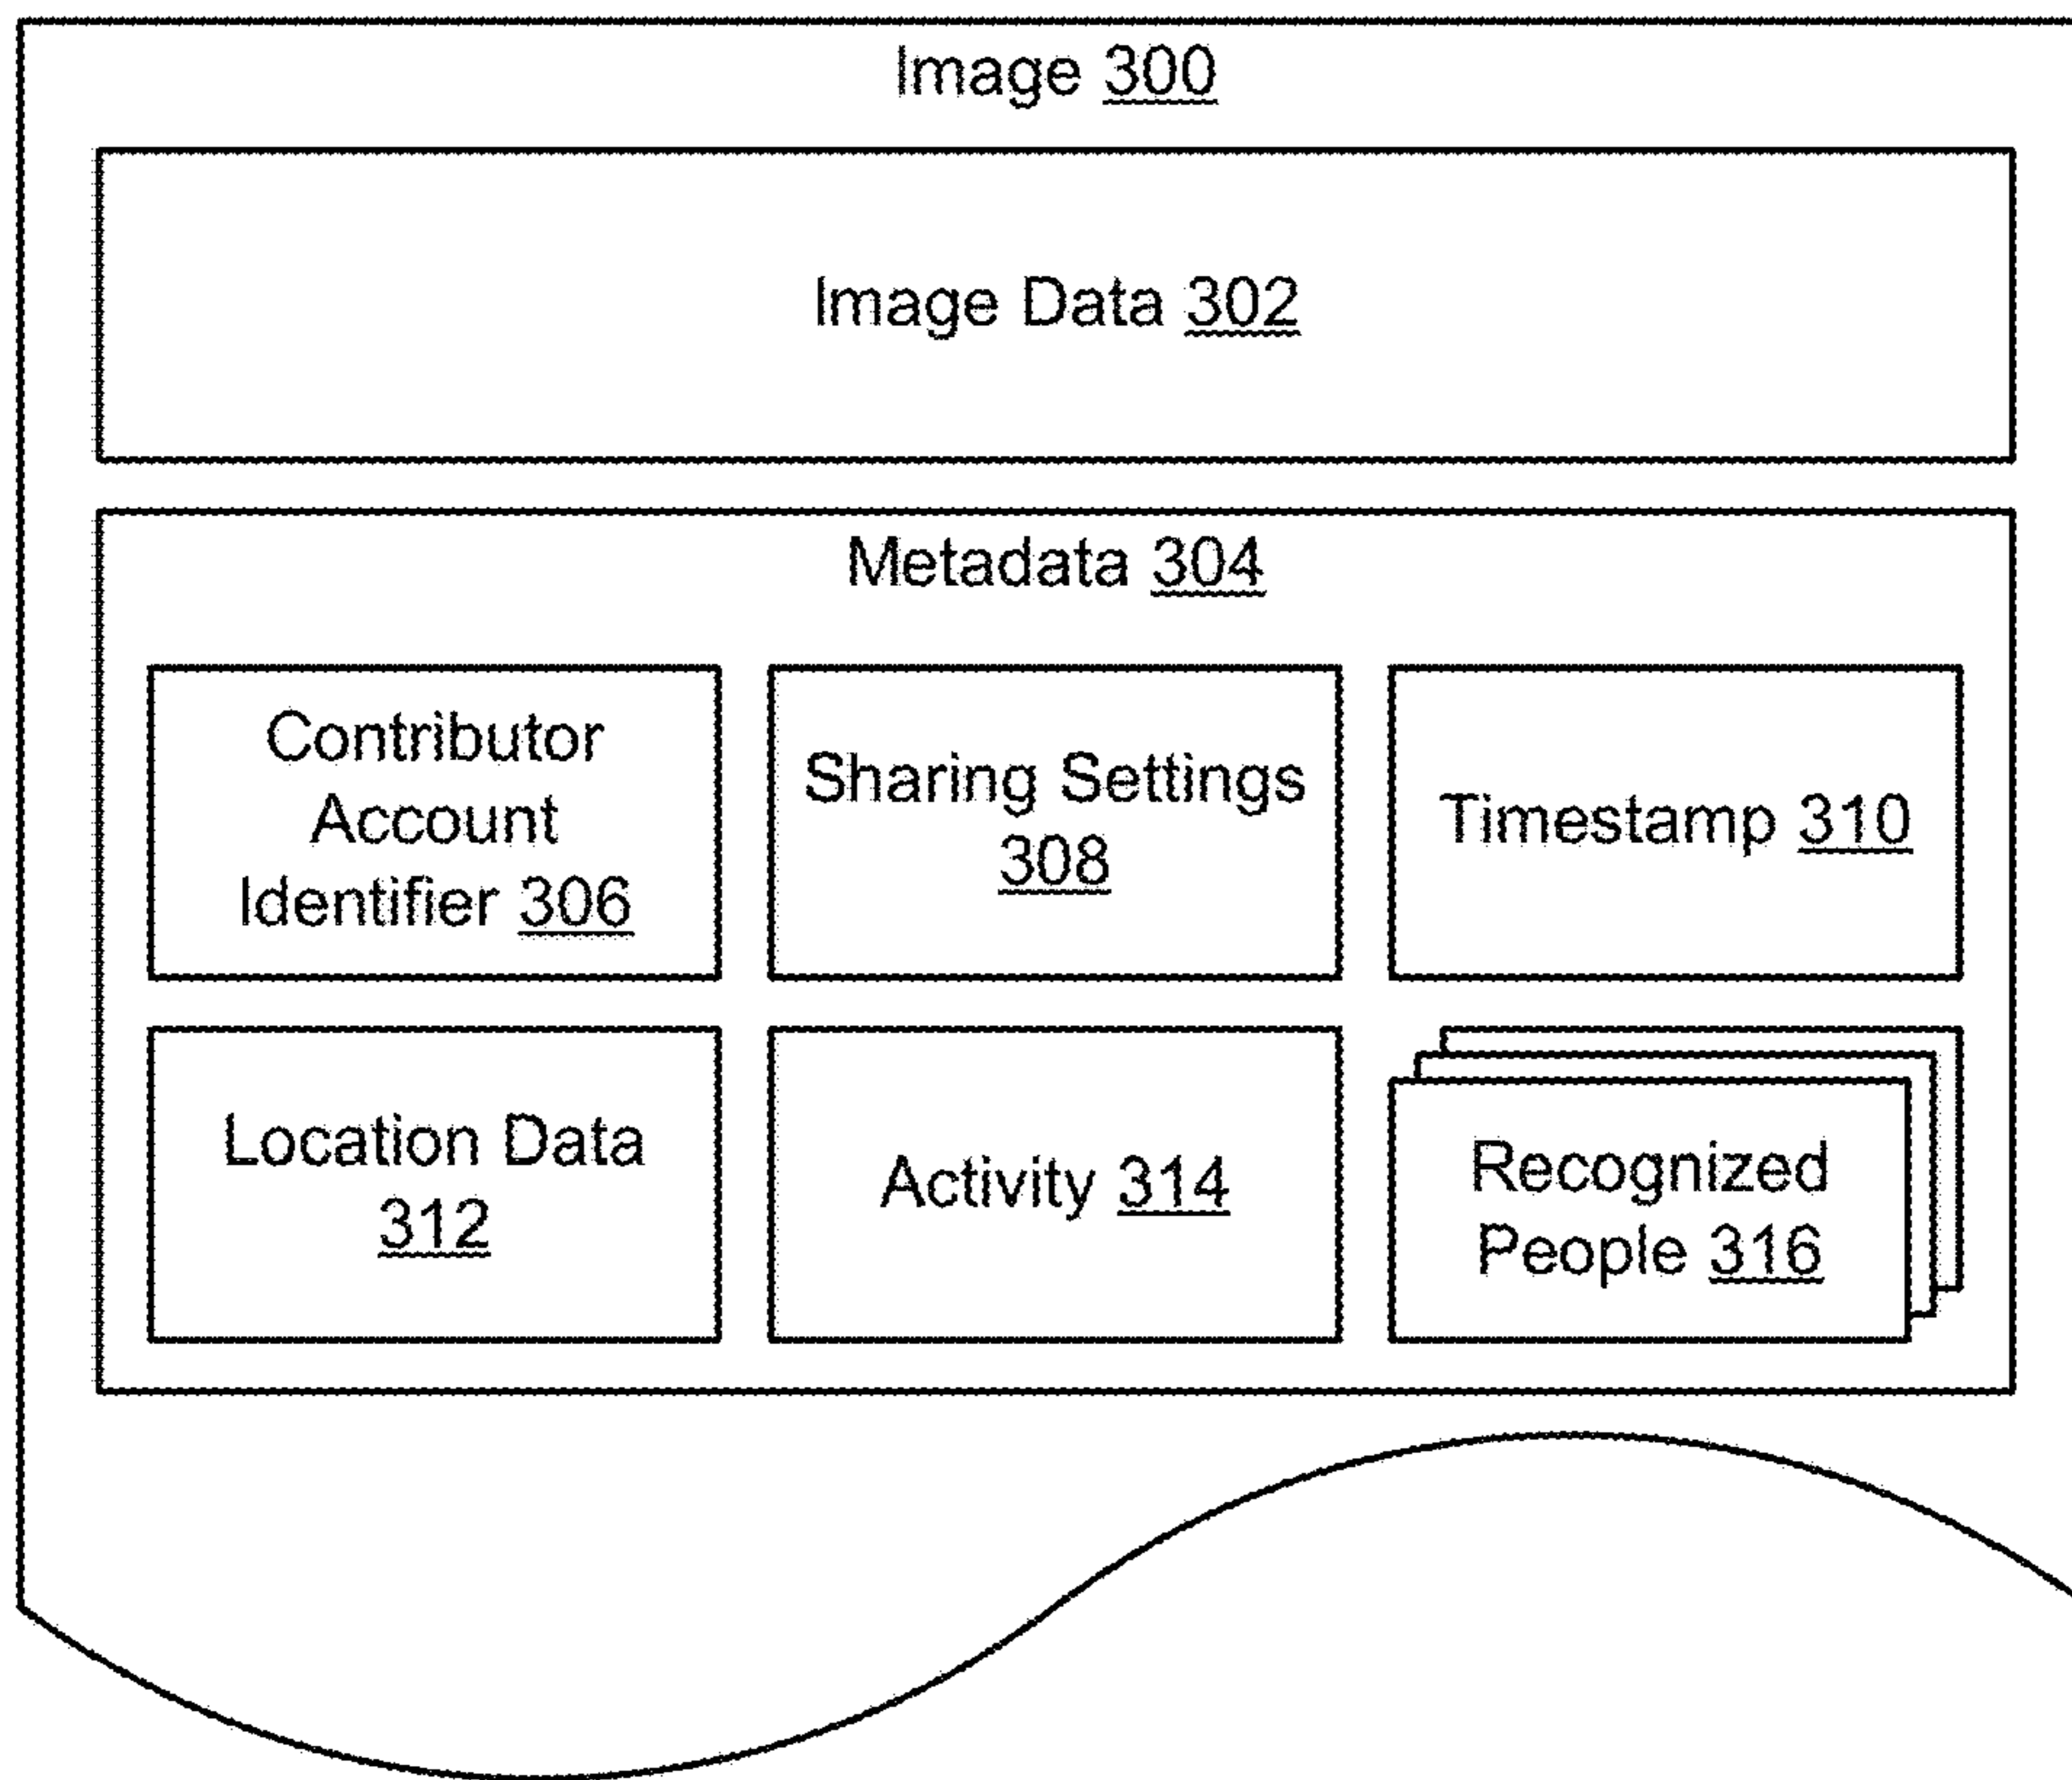 Image 300
Image Data 302
Metadata 304
Contributor
Account
Identifier 306
Sharing Settings
308
Timestamp 310
Location Data
312
Activity 314
Recognized
People 316